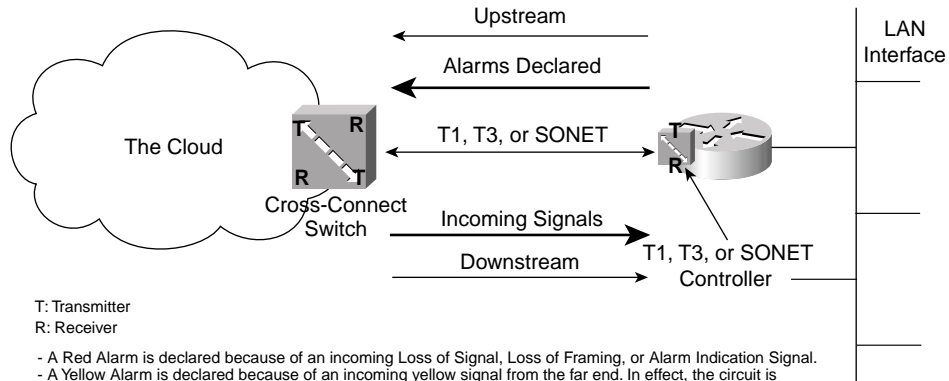 Upstream
LAN
Interface
Alarms Declared
T R
The Cloud
T1, T3, or SONET
T
R T
R
Cross-Connect
Switch
Incoming Signals
T1, T3, or SONET
Controller
Downstream
T: Transmitter
R: Receiver
- A Red Alarm is declared because of an incoming Loss of Signal, Loss of Framing, or Alarm Indication Signal.
- A Yellow Alarm is declared because of an incoming yellow signal from the far end. In effect, the circuit is